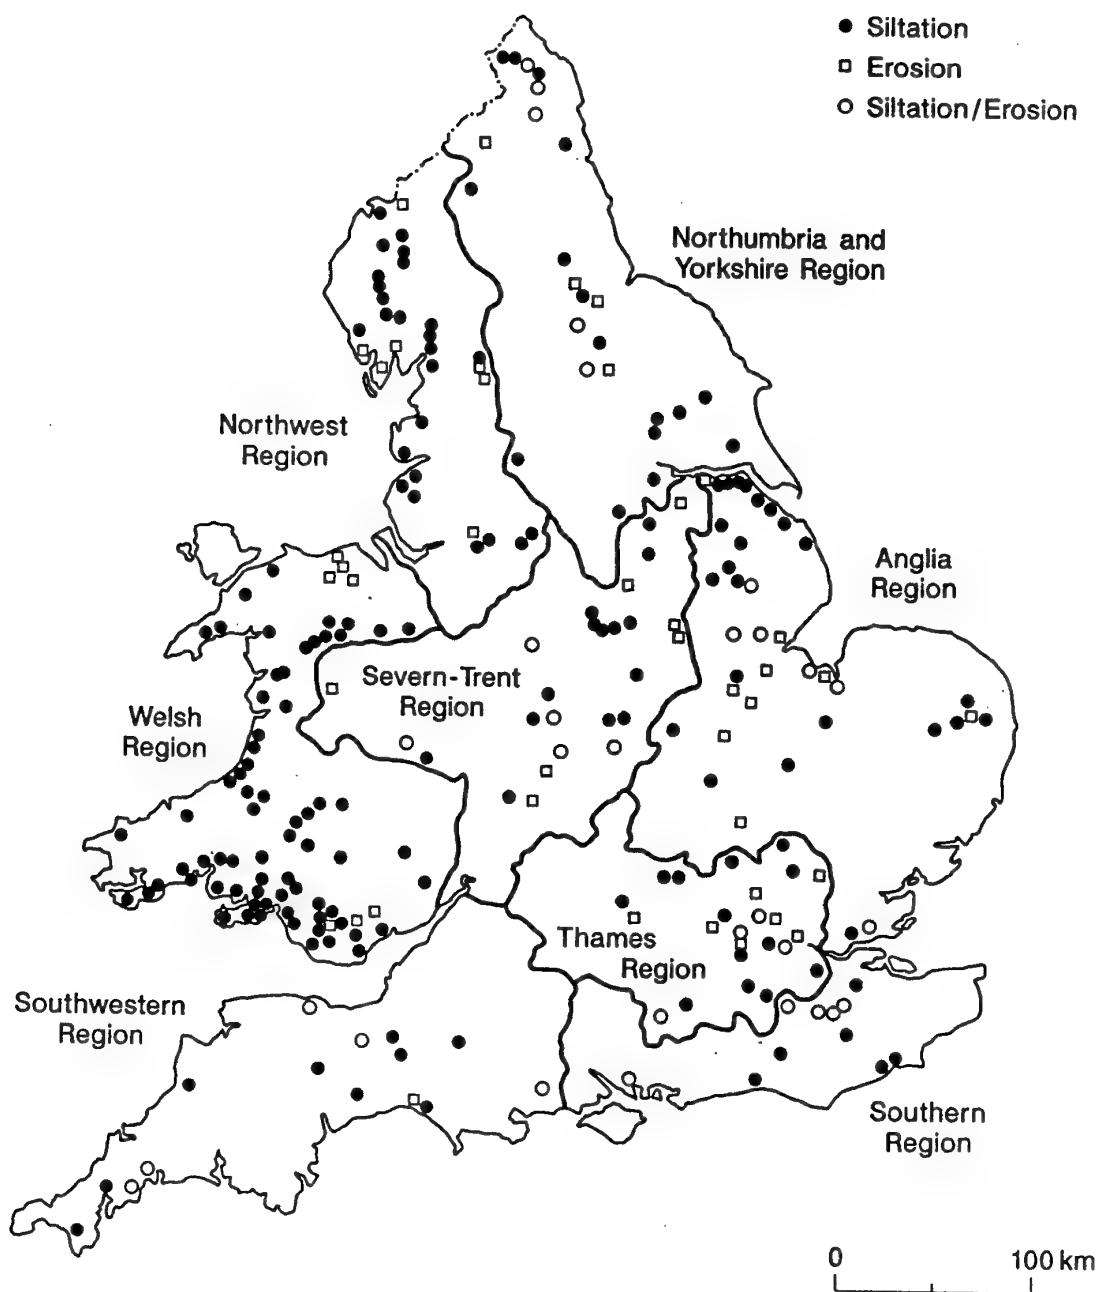 Siltation
Erosion
Siltation/Erosion
Northumbria and
Yorkshire Region
Northwest
Region
Anglia
Region
Severn-Trent
Region
Welsh
Region
Thames
Region
Southwestern
Region
Southern
Region
0 100 km